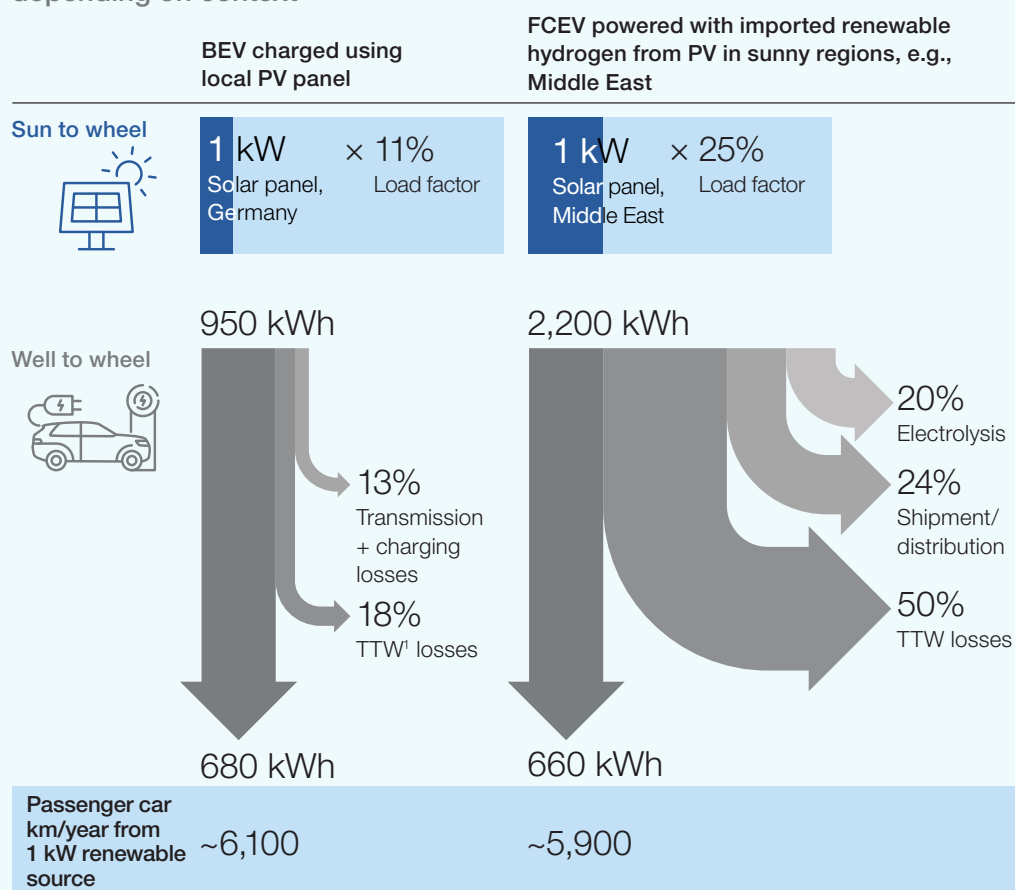 depending on context
BEV charged using
local PV panel
FCEV powered with imported renewable
hydrogen from PV in sunny regions, e.g.,
Middle East
Sun to wheel
1 kW × 11%
Solar panel,
Germany
Load factor
1 kW × 25%
Solar panel,
Middle East
Load factor
950 kWh
2,200 kWh
Well to wheel
20%
Electrolysis
13%
Transmission
+ charging
losses
24%
Shipment/
distribution
18%
TTW¹ losses
50%
TTW losses
680 kWh
660 kWh
Passenger car
km/year from
1 kW renewable
source
~6,100
~5,900